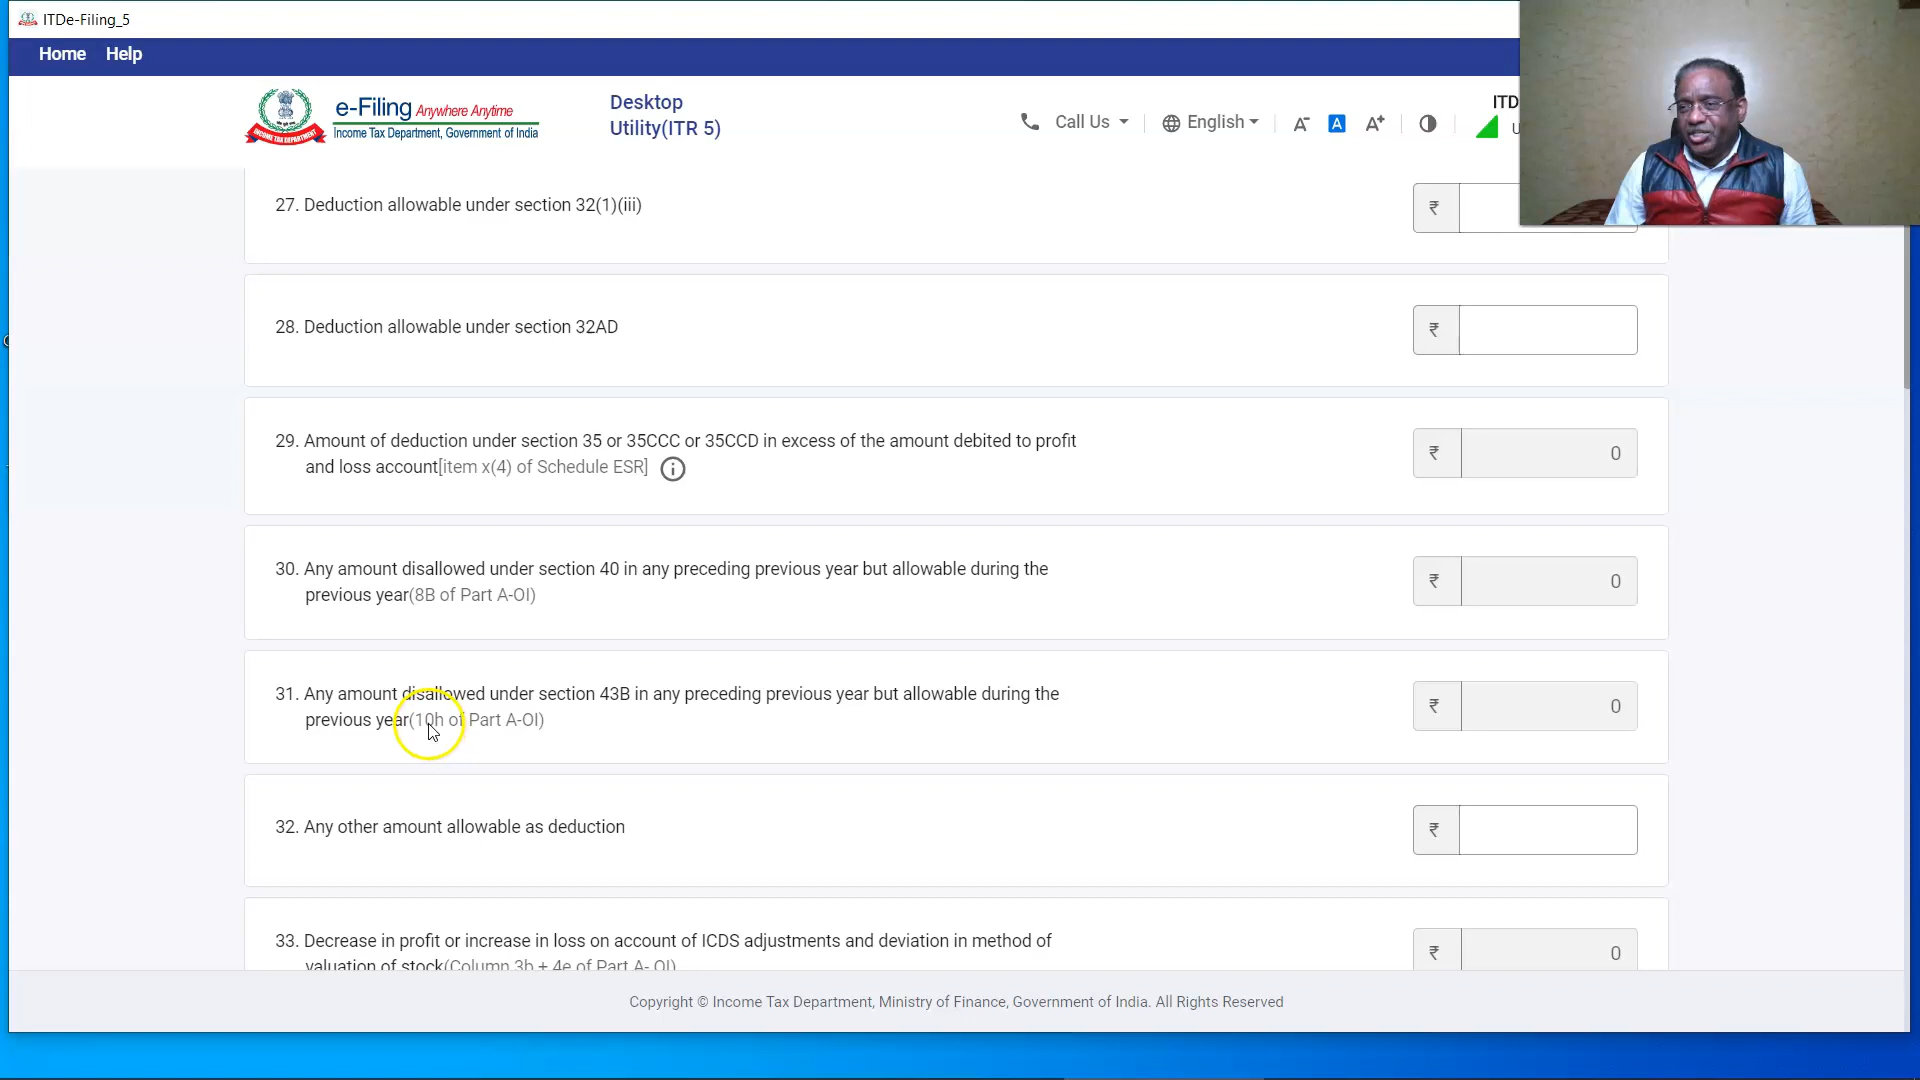 ITDe-Filing_5
Home Help
e-Filing Anywhere Anytime
Income Tax Department, Government of India
INCOME TAX DEPARTMENT
Desktop
Utility(ITR 5)
Call Us
English
A- A A+
ITD
U
27. Deduction allowable under section 32(1)(iii)
₹
28. Deduction allowable under section 32AD
₹
29. Amount of deduction under section 35 or 35CCC or 35CCD in excess of the amount debited to profit
and loss account[item x(4) of Schedule ESR]
₹ 0
30. Any amount disallowed under section 40 in any preceding previous year but allowable during the
previous year(8B of Part A-OI)
₹ 0
31. Any amount disallowed under section 43B in any preceding previous year but allowable during the
previous year(10h of Part A-OI)
₹ 0
32. Any other amount allowable as deduction
₹
33. Decrease in profit or increase in loss on account of ICDS adjustments and deviation in method of
valuation of stock(Column 3b + 4e of Part A- OI)
₹ 0
Copyright © Income Tax Department, Ministry of Finance, Government of India. All Rights Reserved